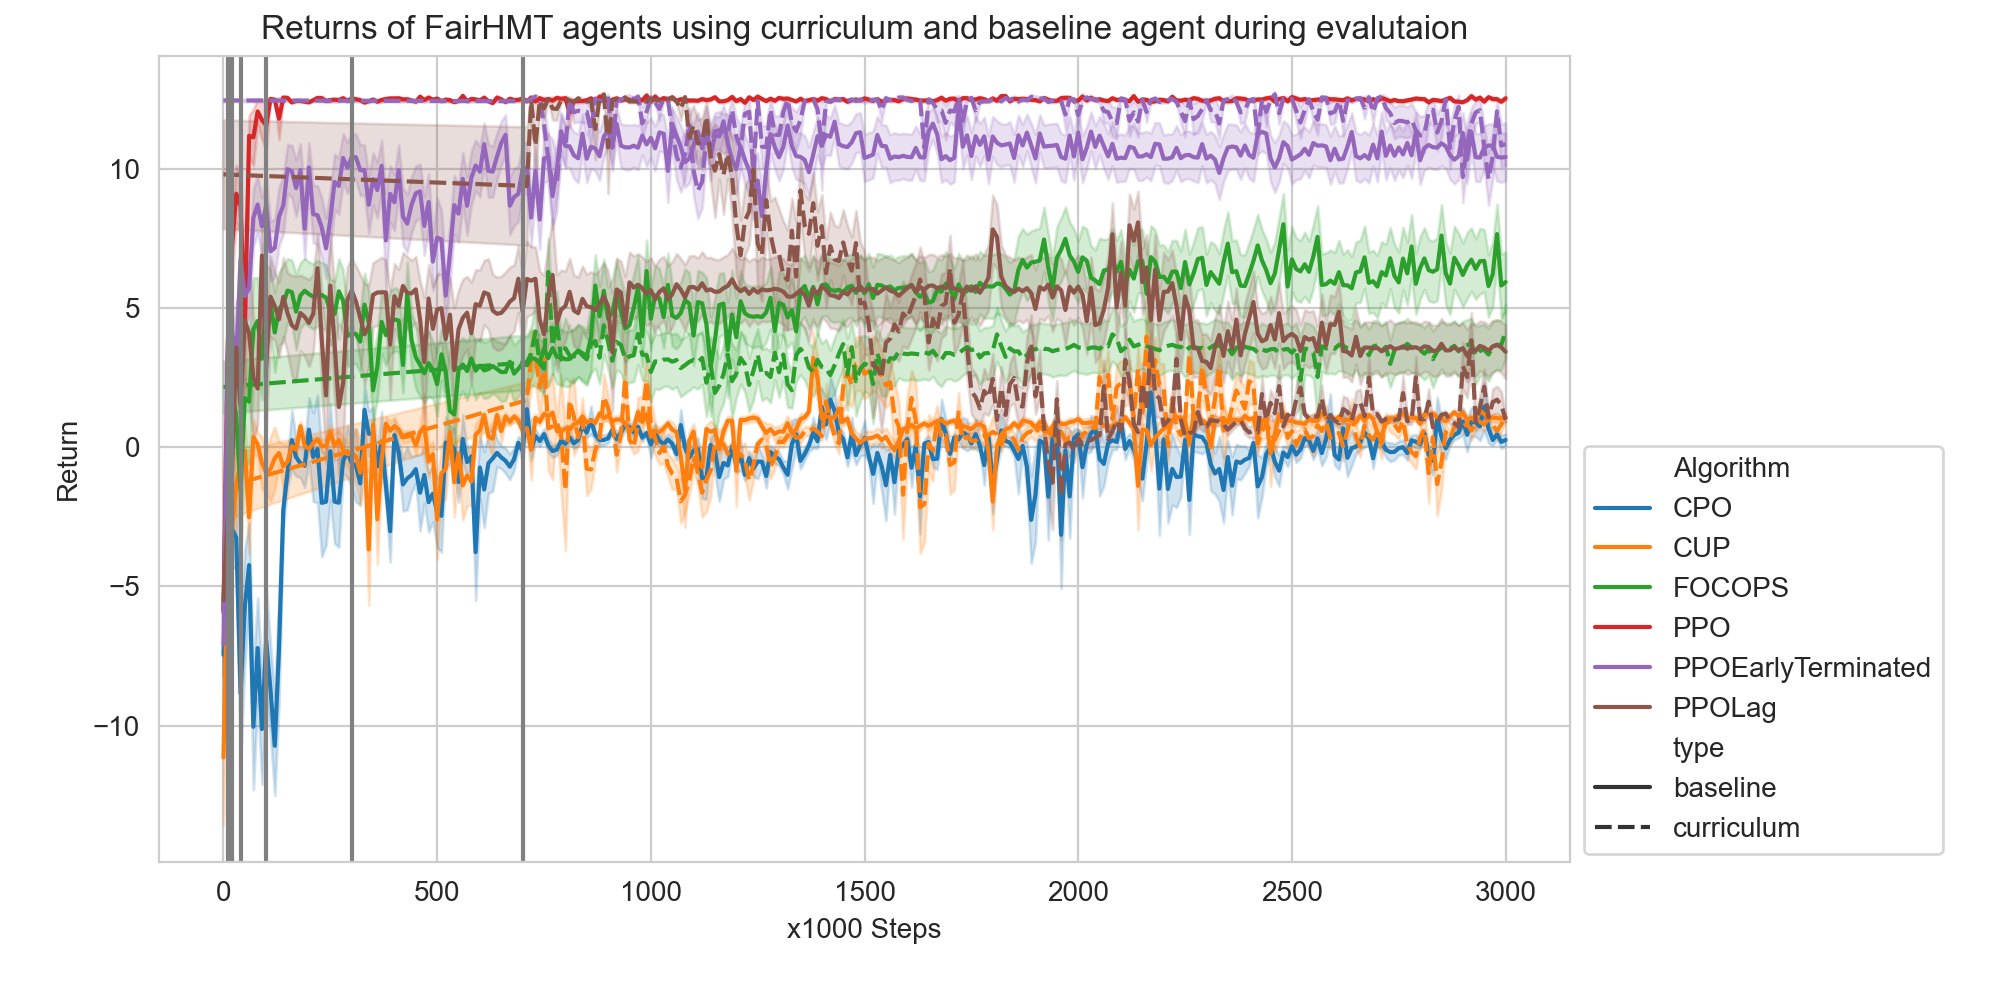 Returns of FairHMT agents using curriculum and baseline agent during evalutaion
Return
10
5
0
−5
−10
0 500 1000 1500 2000 2500 3000
x1000 Steps
Algorithm
CPO
CUP
FOCOPS
PPO
PPOEarlyTerminated
PPOLag
type
baseline
curriculum